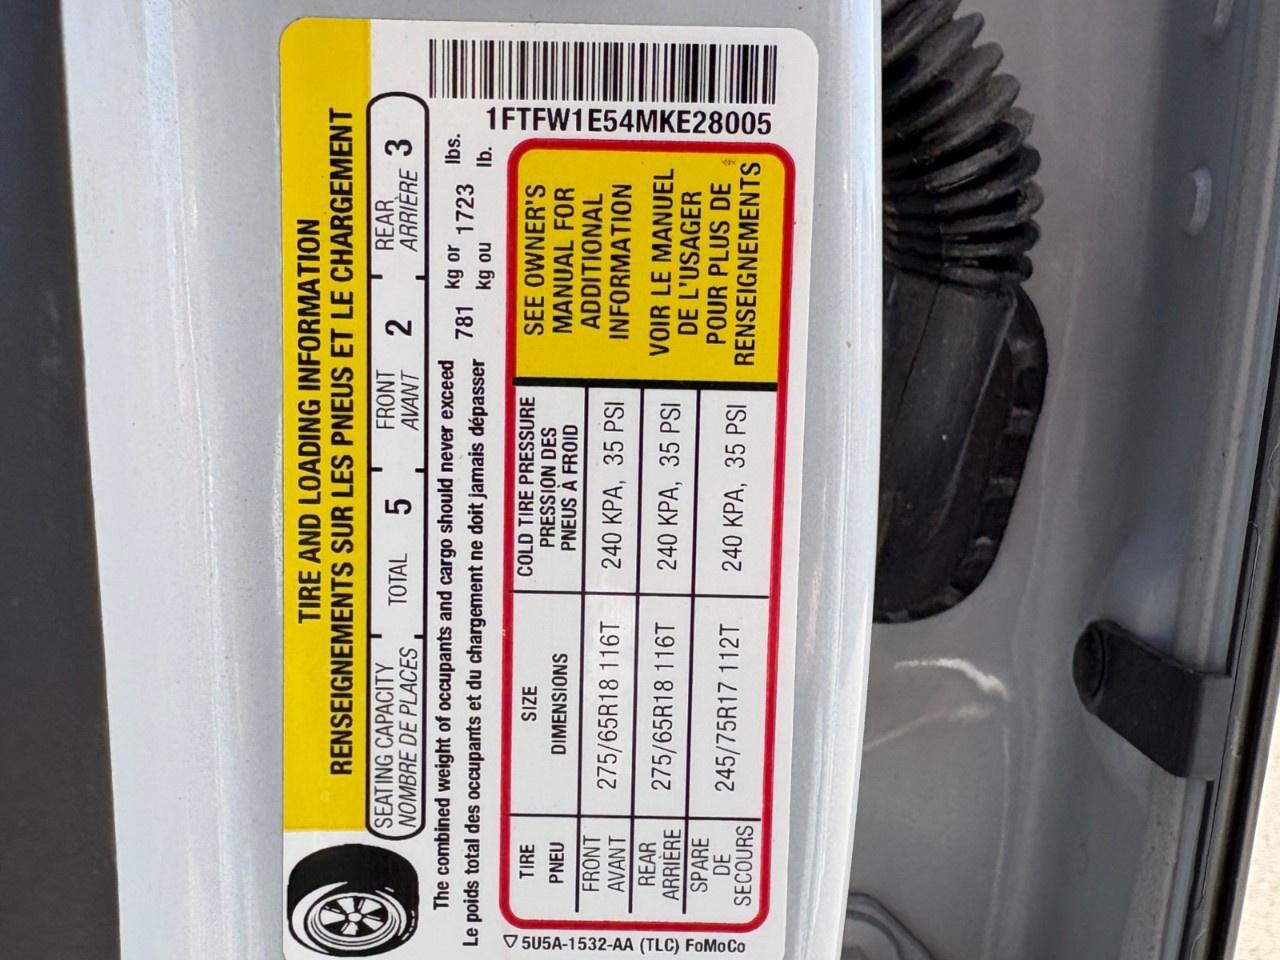 TIRE AND LOADING INFORMATION
RENSEIGNEMENTS SUR LES PNEUS ET LE CHARGEMENT
SEATING CAPACITY TOTAL 5 FRONT 2 REAR 3
NOMBRE DE PLACES AVANT ARRIÈRE
The combined weight of occupants and cargo should never exceed 781 kg or 1723 lbs.
Le poids total des occupants et du chargement ne doit jamais dépasser kg ou lb.
1FTFW1E54MKE28005
TIRE SIZE COLD TIRE PRESSURE
PNEU DIMENSIONS PRESSION DES
PNEUS À FROID
FRONT
AVANT 275/65R18 116T 240 KPA, 35 PSI
REAR
ARRIÈRE 275/65R18 116T 240 KPA, 35 PSI
SPARE
DE
SECOURS 245/75R17 112T 240 KPA, 35 PSI
SEE OWNER'S
MANUAL FOR
ADDITIONAL
INFORMATION
VOIR LE MANUEL
DE L'USAGER
POUR PLUS DE
RENSEIGNEMENTS
5U5A-1532-AA (TLC) FoMoCo